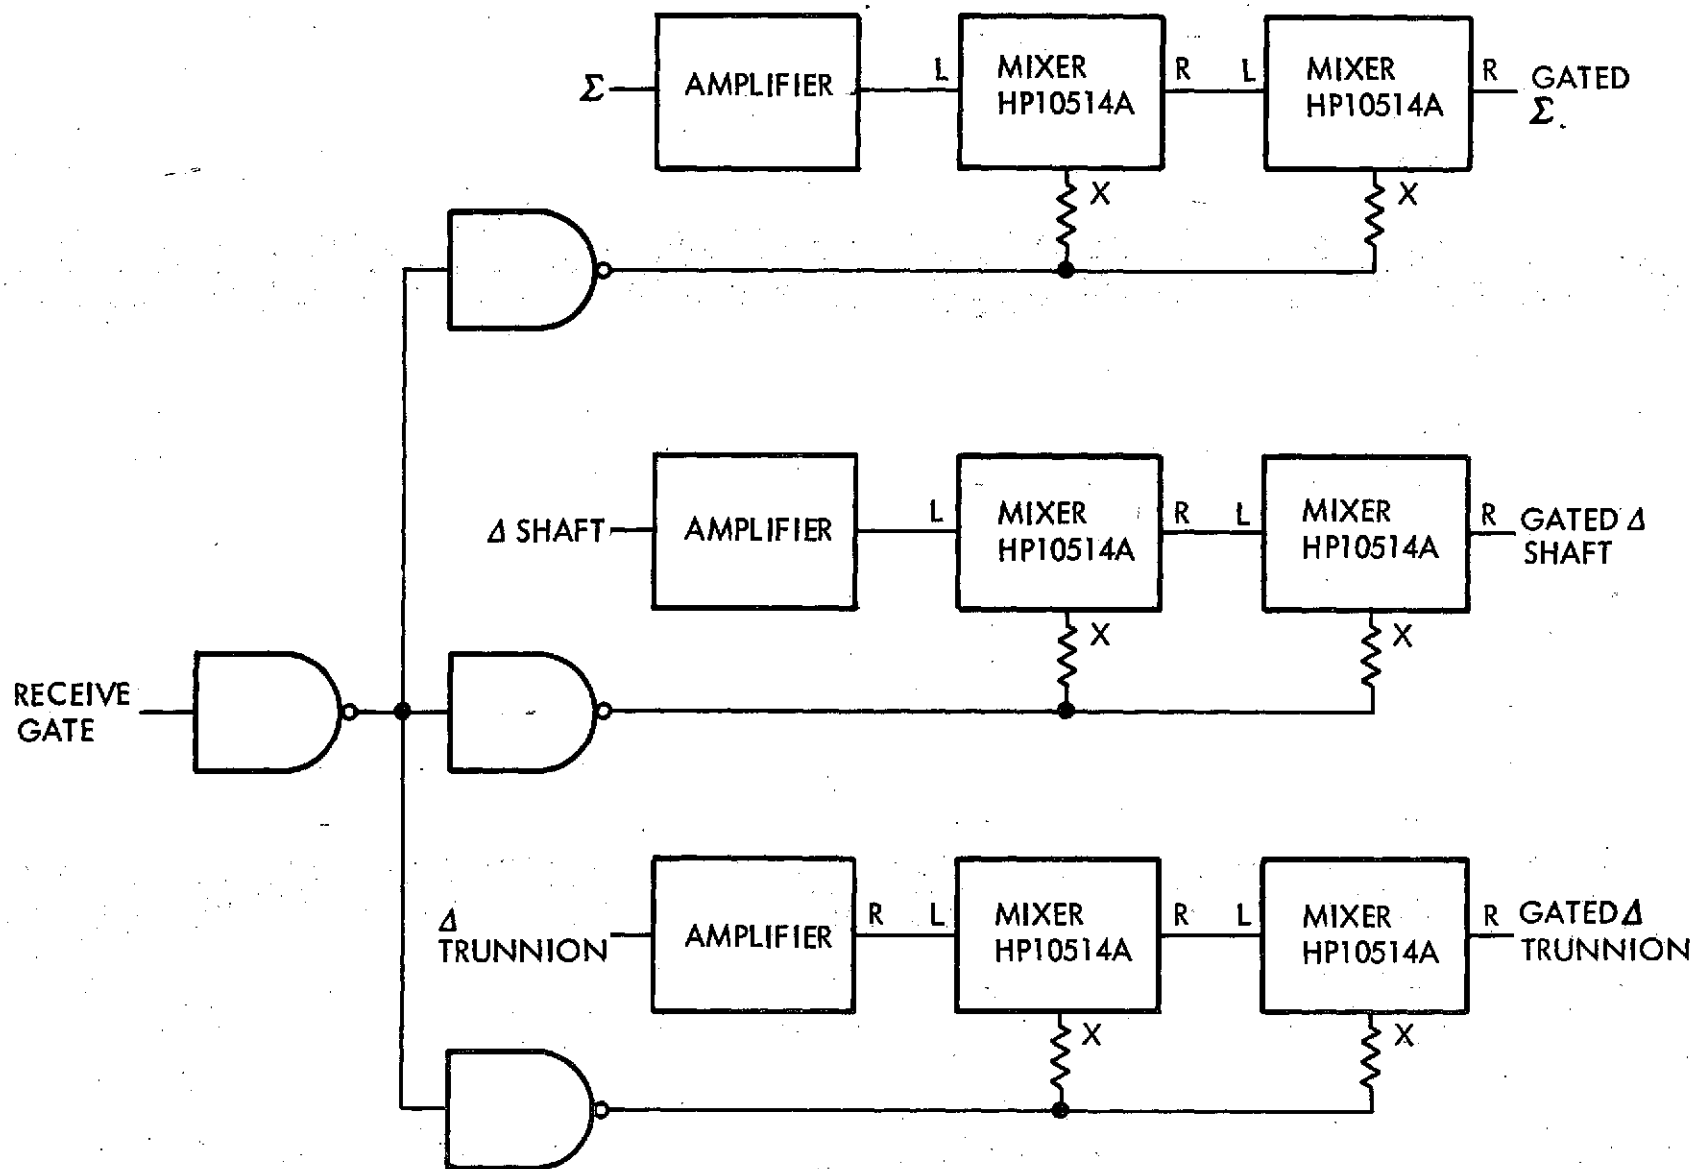 Σ
AMPLIFIER
L
MIXER
HP10514A
R
L
MIXER
HP10514A
R
GATED
Σ
X
X
Δ SHAFT
AMPLIFIER
L
MIXER
HP10514A
R
L
MIXER
HP10514A
R
GATED Δ
SHAFT
X
X
RECEIVE
GATE
Δ
TRUNNION
AMPLIFIER
R
L
MIXER
HP10514A
R
L
MIXER
HP10514A
R
GATED Δ
TRUNNION
X
X